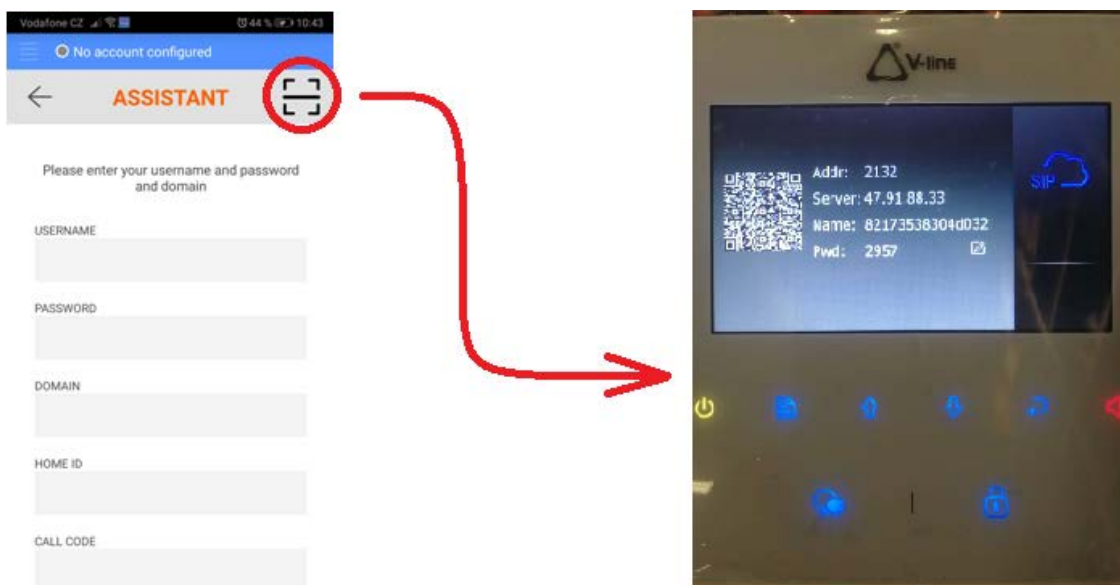 Vodafone CZ
44 % 10:43
No account configured
ASSISTANT
Please enter your username and password
and domain
USERNAME
PASSWORD
DOMAIN
HOME ID
CALL CODE
V-line
Addr: 2132
Server: 47.91.88.33
Name: 82173538304d032
Pwd: 2957
SIP